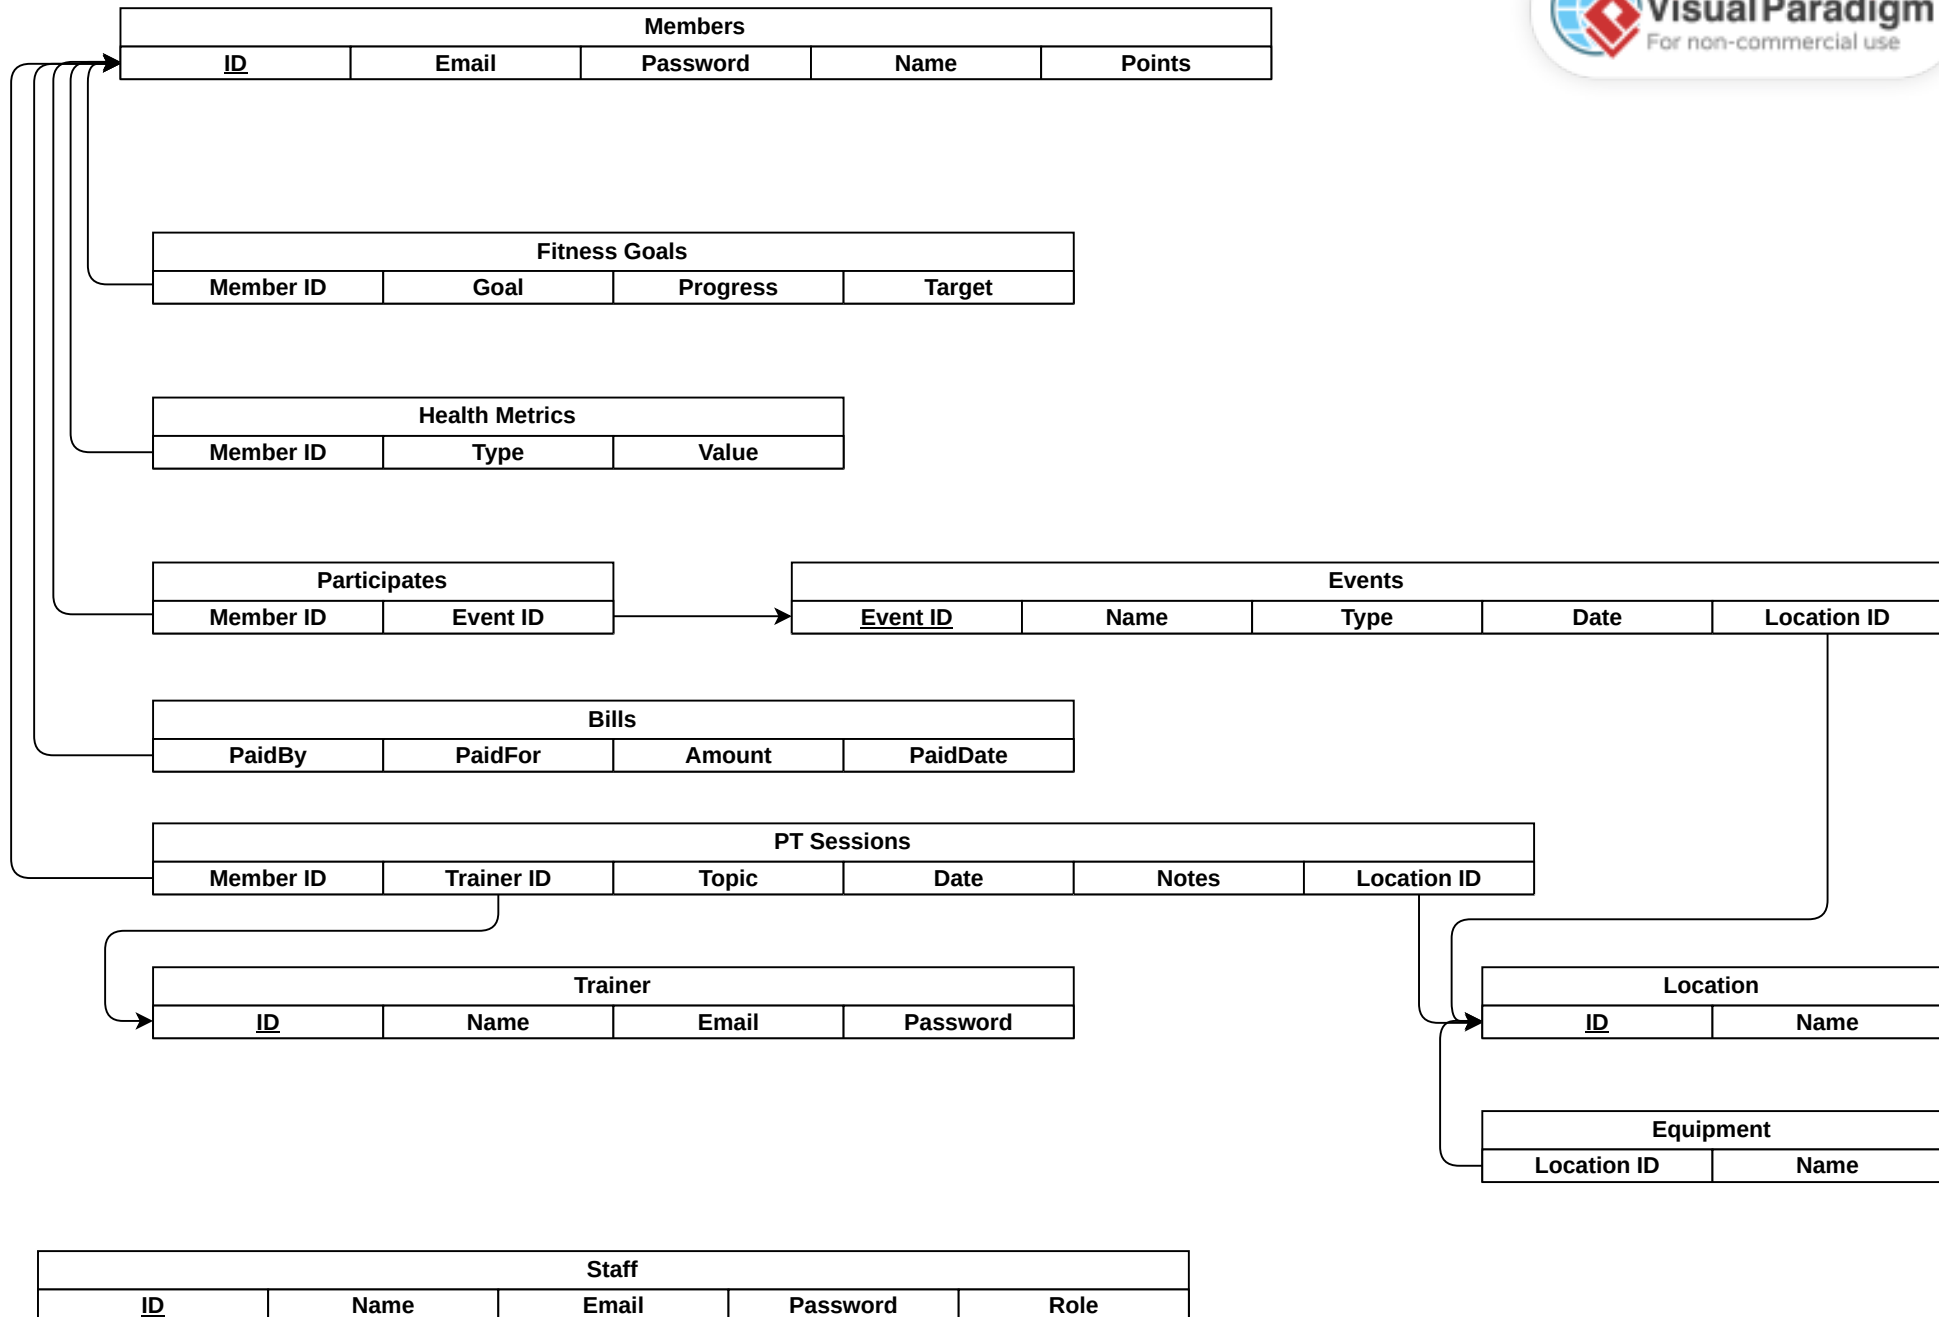 Visual Paradigm
For non-commercial use
Members
ID Email Password Name Points
Fitness Goals
Member ID Goal Progress Target
Health Metrics
Member ID Type Value
Participates
Member ID Event ID
Events
Event ID Name Type Date Location ID
Bills
PaidBy PaidFor Amount PaidDate
PT Sessions
Member ID Trainer ID Topic Date Notes Location ID
Trainer
ID Name Email Password
Location
ID Name
Equipment
Location ID Name
Staff
ID Name Email Password Role